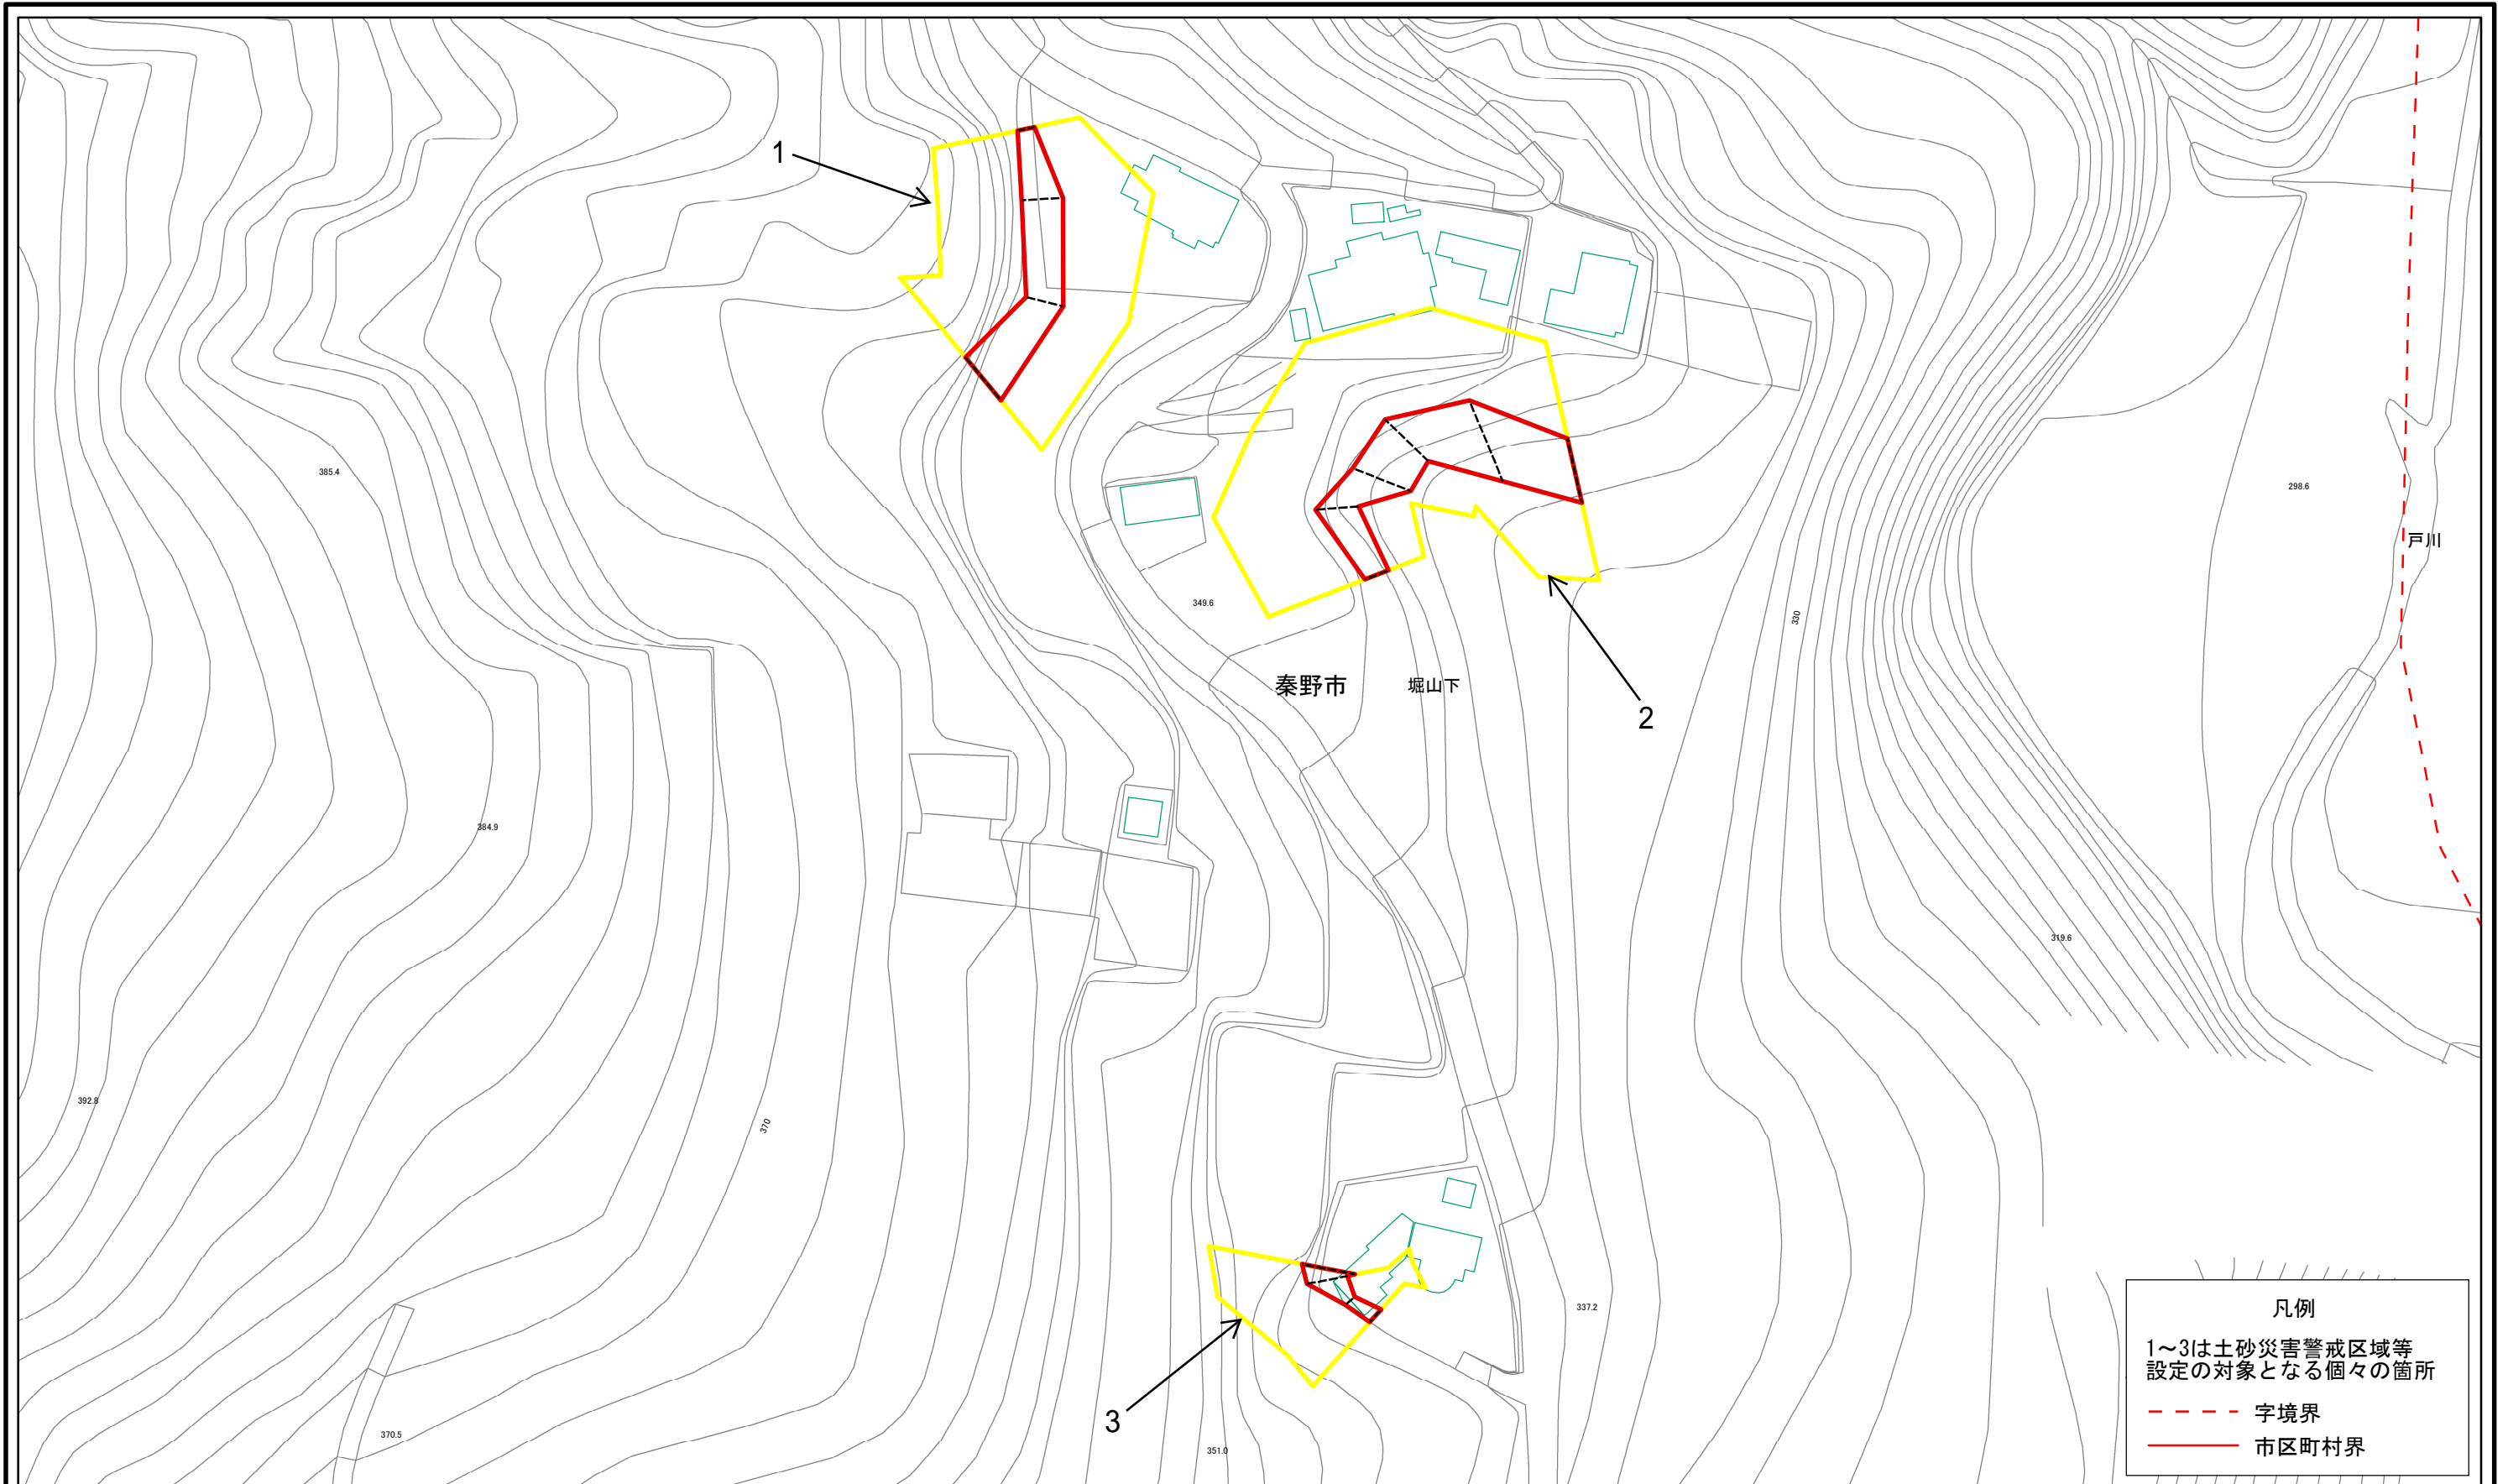 1
385.4
298.6
戸川
349.6
330
秦野市
堀山下
2
384.9
319.6
392.8
370
337.2
3
370.5
351.0
凡例
1～3は土砂災害警戒区域等
設定の対象となる個々の箇所
字境界
市区町村界